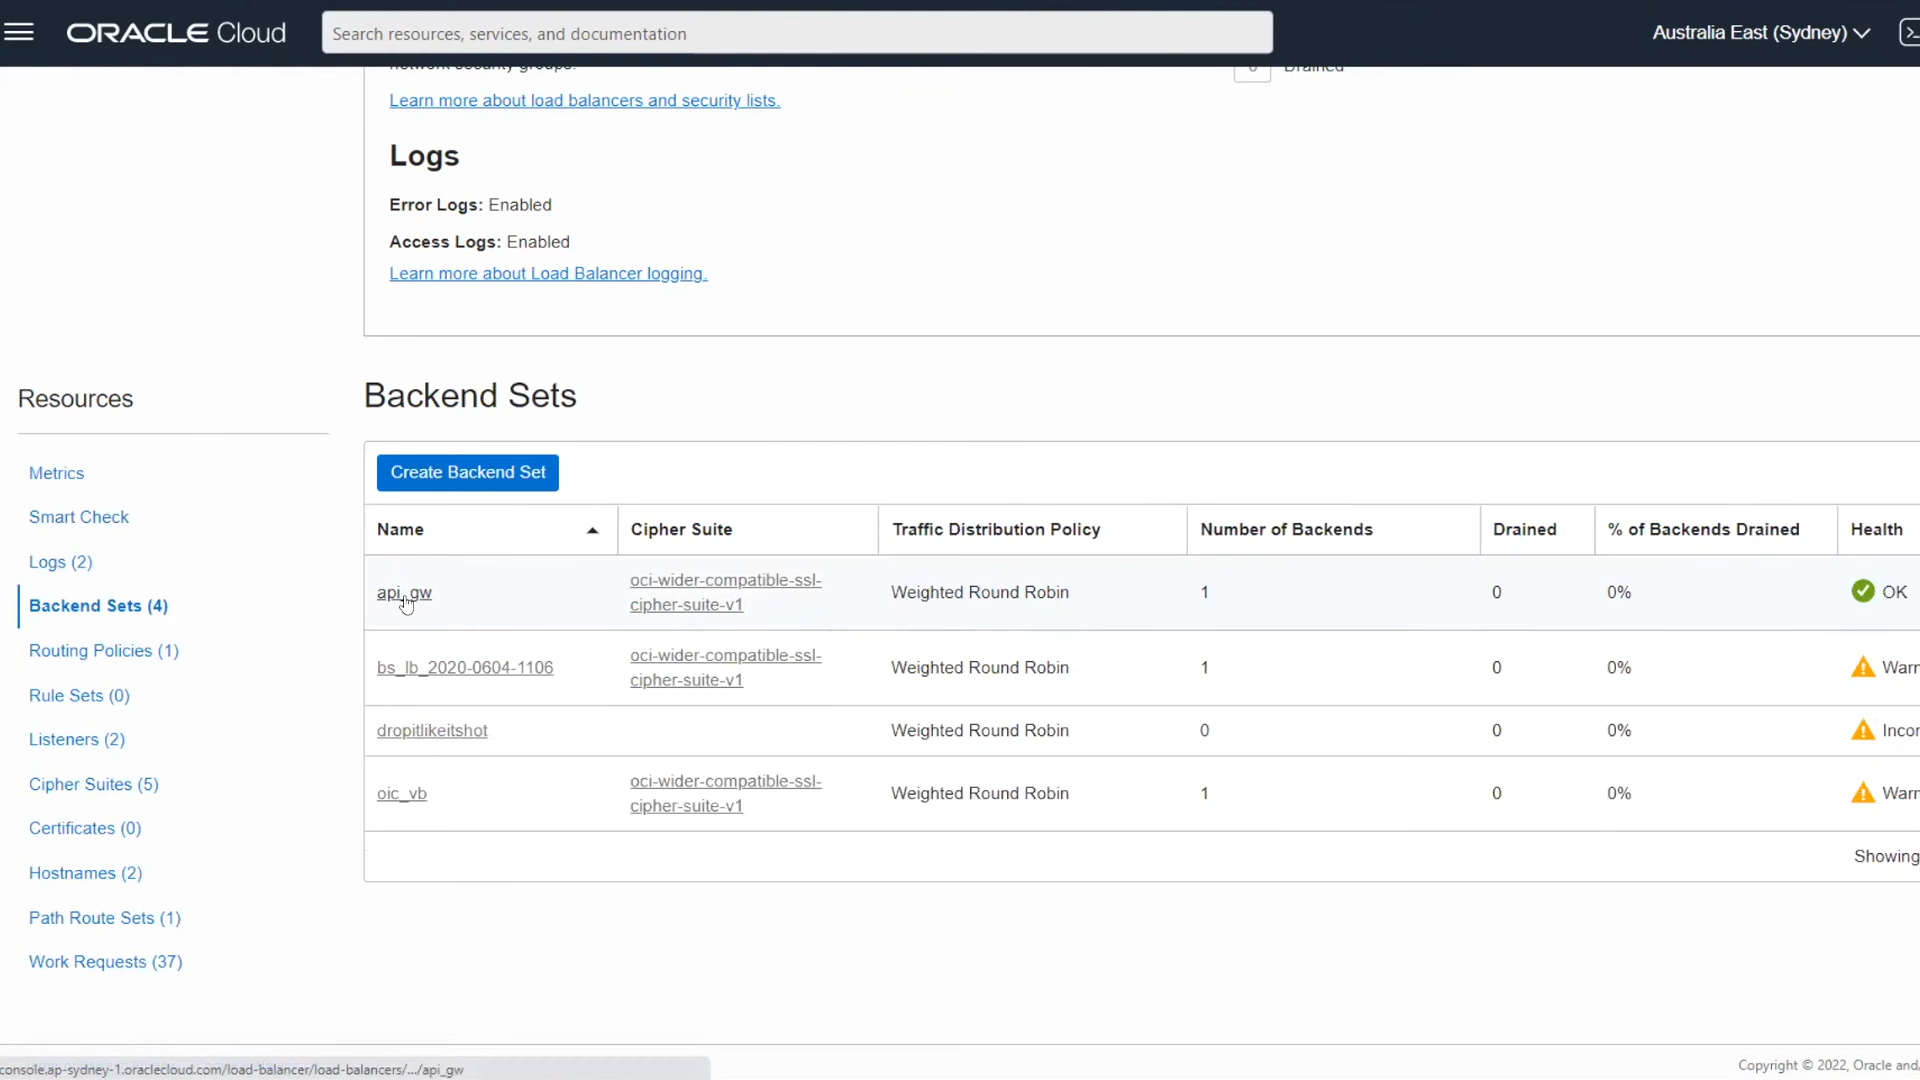 ORACLE Cloud
Search resources, services, and documentation
Australia East (Sydney)
network security groups.
Drained
Learn more about load balancers and security lists.
Logs
Error Logs: Enabled
Access Logs: Enabled
Learn more about Load Balancer logging.
Resources
Metrics
Smart Check
Logs (2)
Backend Sets (4)
Routing Policies (1)
Rule Sets (0)
Listeners (2)
Cipher Suites (5)
Certificates (0)
Hostnames (2)
Path Route Sets (1)
Work Requests (37)
Backend Sets
Create Backend Set
Name Cipher Suite Traffic Distribution Policy Number of Backends Drained % of Backends Drained Health
api_gw oci-wider-compatible-ssl- Weighted Round Robin 1 0 0% OK
cipher-suite-v1
bs_lb_2020-0604-1106 oci-wider-compatible-ssl- Weighted Round Robin 1 0 0% Warn
cipher-suite-v1
dropitlikeitshot Weighted Round Robin 0 0 0% Incom
oic_vb oci-wider-compatible-ssl- Weighted Round Robin 1 0 0% Warn
cipher-suite-v1
Showing
console.ap-sydney-1.oraclecloud.com/load-balancer/load-balancers/.../api_gw
Copyright © 2022, Oracle and/